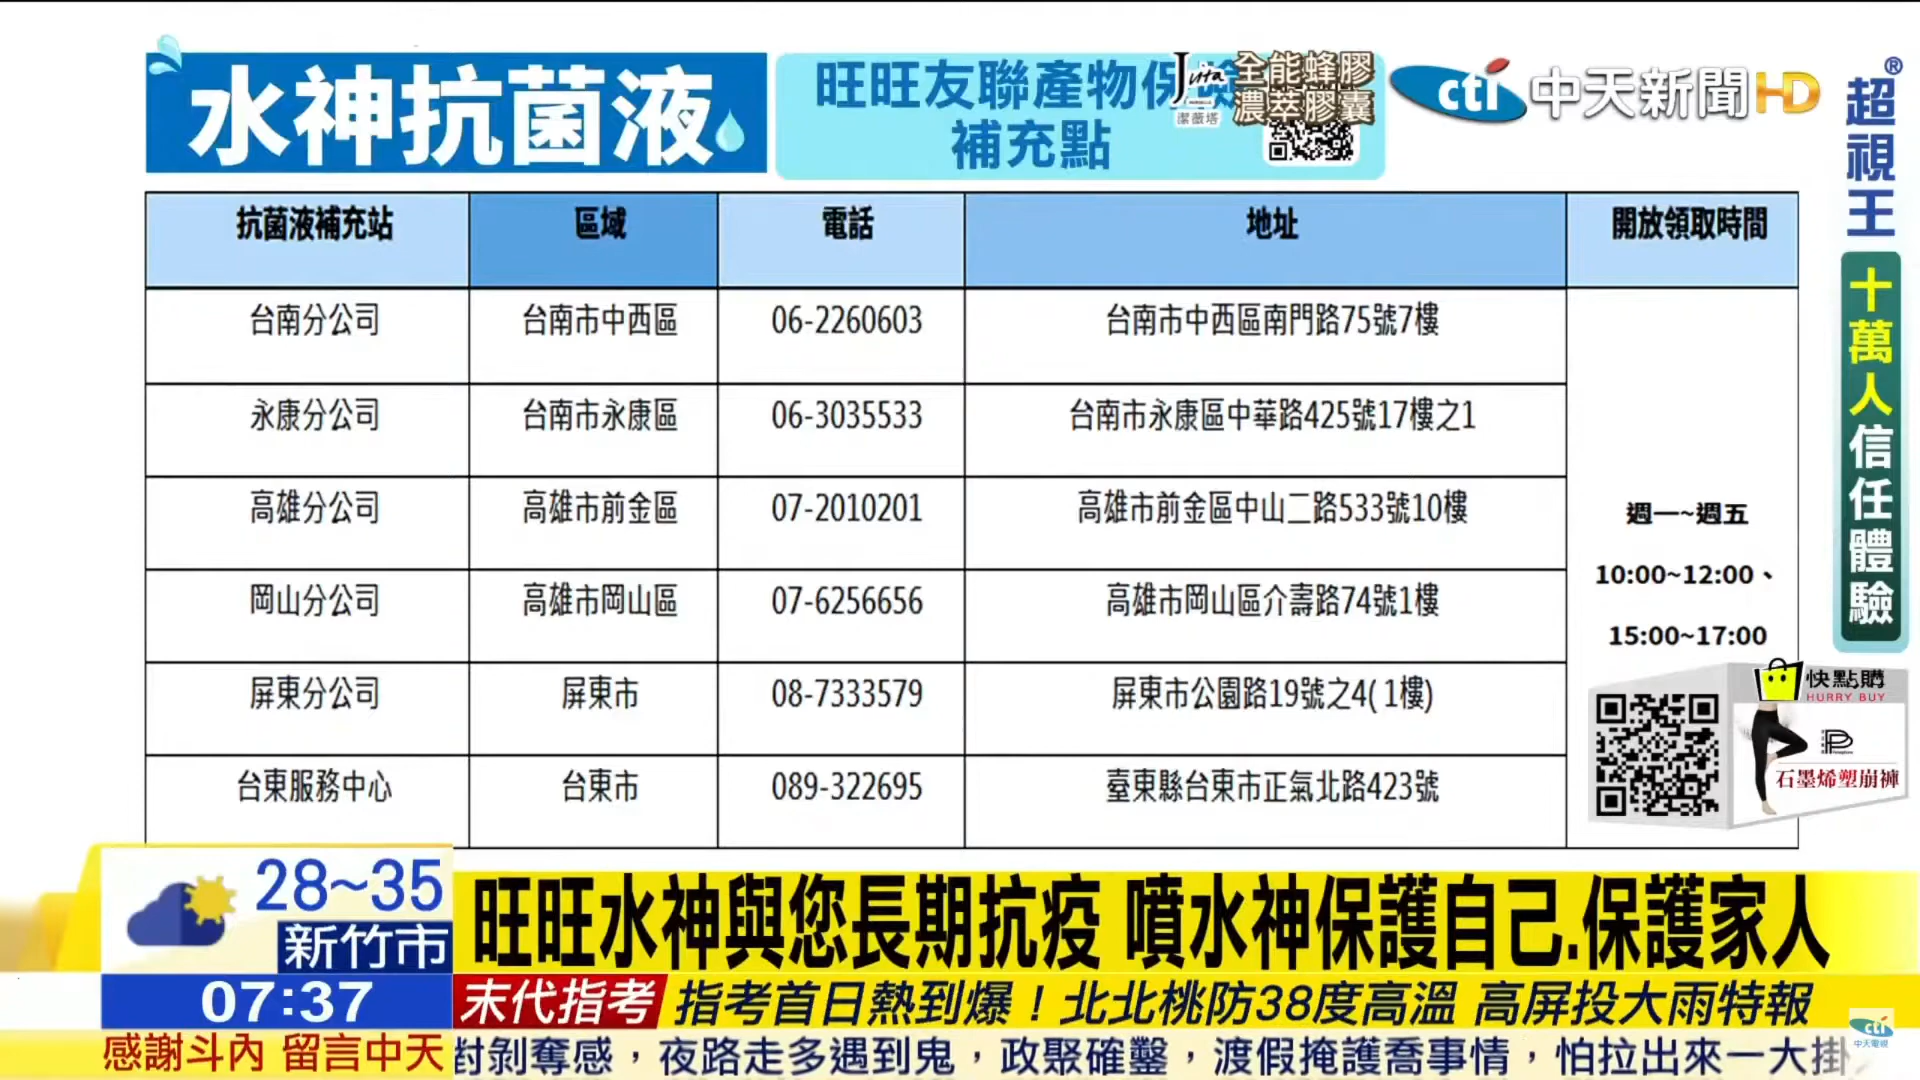 水神抗菌液
旺旺友聯產物保險
補充點
Jvita
潔薇塔
全能蜂膠
濃萃膠囊
cti 中天新聞HD
超視王®
十萬人信任體驗
抗菌液補充站 區域 電話 地址 開放領取時間
台南分公司 台南市中西區 06-2260603 台南市中西區南門路75號7樓
永康分公司 台南市永康區 06-3035533 台南市永康區中華路425號17樓之1
高雄分公司 高雄市前金區 07-2010201 高雄市前金區中山二路533號10樓
岡山分公司 高雄市岡山區 07-6256656 高雄市岡山區介壽路74號1樓
屏東分公司 屏東市 08-7333579 屏東市公園路19號之4( 1樓)
台東服務中心 台東市 089-322695 臺東縣台東市正氣北路423號
週一~週五
10:00~12:00、
15:00~17:00
快點購
HURRY BUY
石墨烯塑崩褲
28~35
新竹市
07:37
旺旺水神與您長期抗疫 噴水神保護自己.保護家人
末代指考 指考首日熱到爆！北北桃防38度高溫 高屏投大雨特報
感謝斗內 留言中天
對剝奪感，夜路走多遇到鬼，政聚確鑿，渡假掩護喬事情，怕拉出來一大掛
cti
中天電視